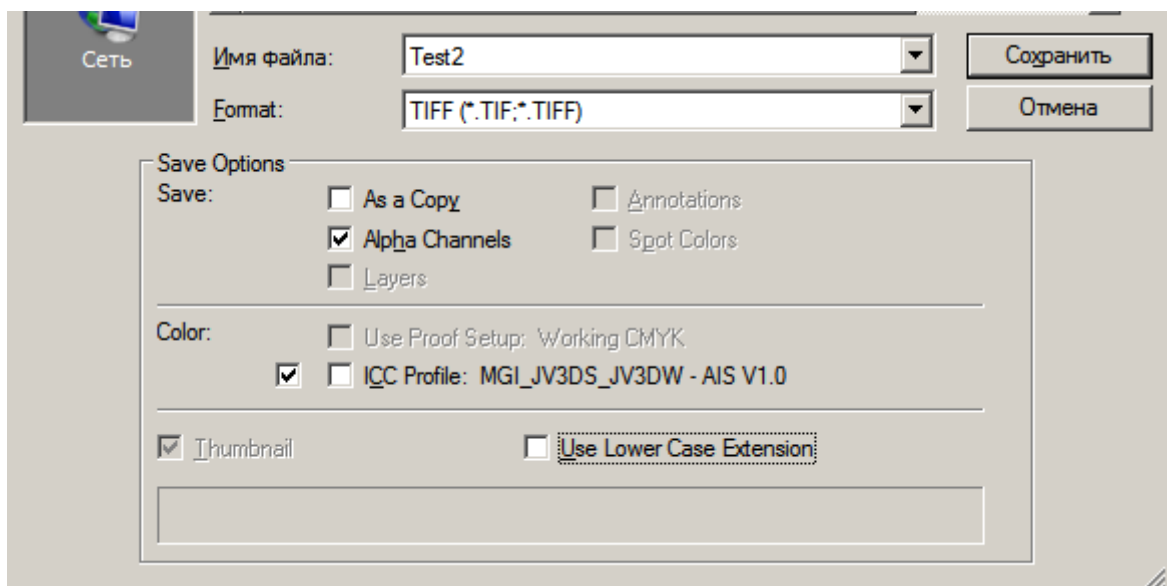 Сеть
Имя файла: Test2 Сохранить
Format: TIFF (*.TIF;*.TIFF) Отмена
Save Options
Save: As a Copy Annotations
Alpha Channels Spot Colors
Layers
Color: Use Proof Setup: Working CMYK
ICC Profile: MGI_JV3DS_JV3DW - AIS V1.0
Thumbnail Use Lower Case Extension